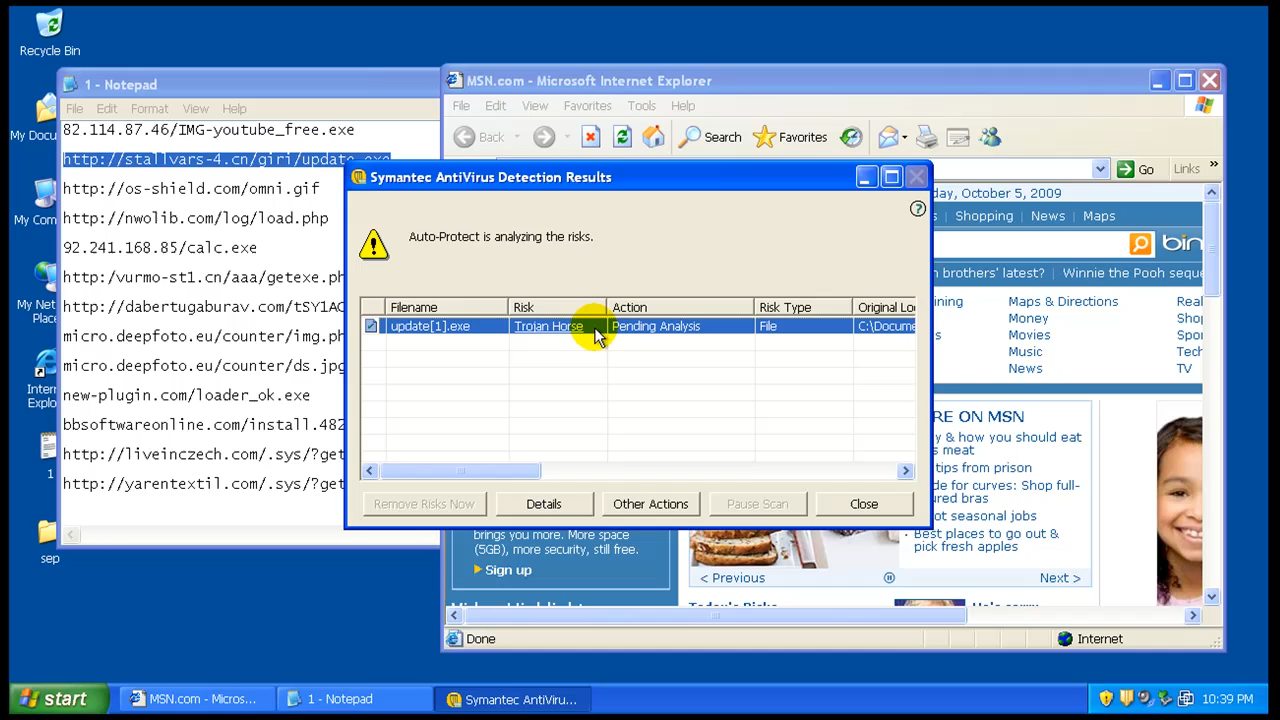 Recycle Bin
My Docu
My Com
My Net
Place
Intern
Explo
1
sep
1 - Notepad
File Edit Format View Help
82.114.87.46/IMG-youtube_free.exe
http://stallvars-4.cn/giri/update.exe
http://os-shield.com/omni.gif
http://nwolib.com/log/load.php
92.241.168.85/calc.exe
http:/vurmo-st1.cn/aaa/getexe.ph
http://dabertugaburav.com/tSY1AC
micro.deepfoto.eu/counter/img.ph
micro.deepfoto.eu/counter/ds.jpg
new-plugin.com/loader_ok.exe
bbsoftwareonline.com/install.482
http://liveinczech.com/.sys/?get
http://yarentextil.com/.sys/?get
MSN.com - Microsoft Internet Explorer
File Edit View Favorites Tools Help
Back Search Favorites
Go Links »
day, October 5, 2009
Shopping News Maps
bin
brothers' latest? Winnie the Pooh seque
ning Maps & Directions Real
Money Rela
Movies Spor
Music Tech
News TV
Symantec AntiVirus Detection Results
Auto-Protect is analyzing the risks.
Filename Risk Action Risk Type Original Lo
update[1].exe Trojan Horse Pending Analysis File C:\Docume
Remove Risks Now Details Other Actions Pause Scan Close
RE ON MSN
y & how you should eat
meat
ons from prison
de for curves: Shop full-
ured bras
ot seasonal jobs
· Best places to go out &
pick fresh apples
brings you more. More space
(5GB), more security, still free.
Sign up
< Previous Next >
Done Internet
start MSN.com - Micros... 1 - Notepad Symantec AntiViru... 10:39 PM